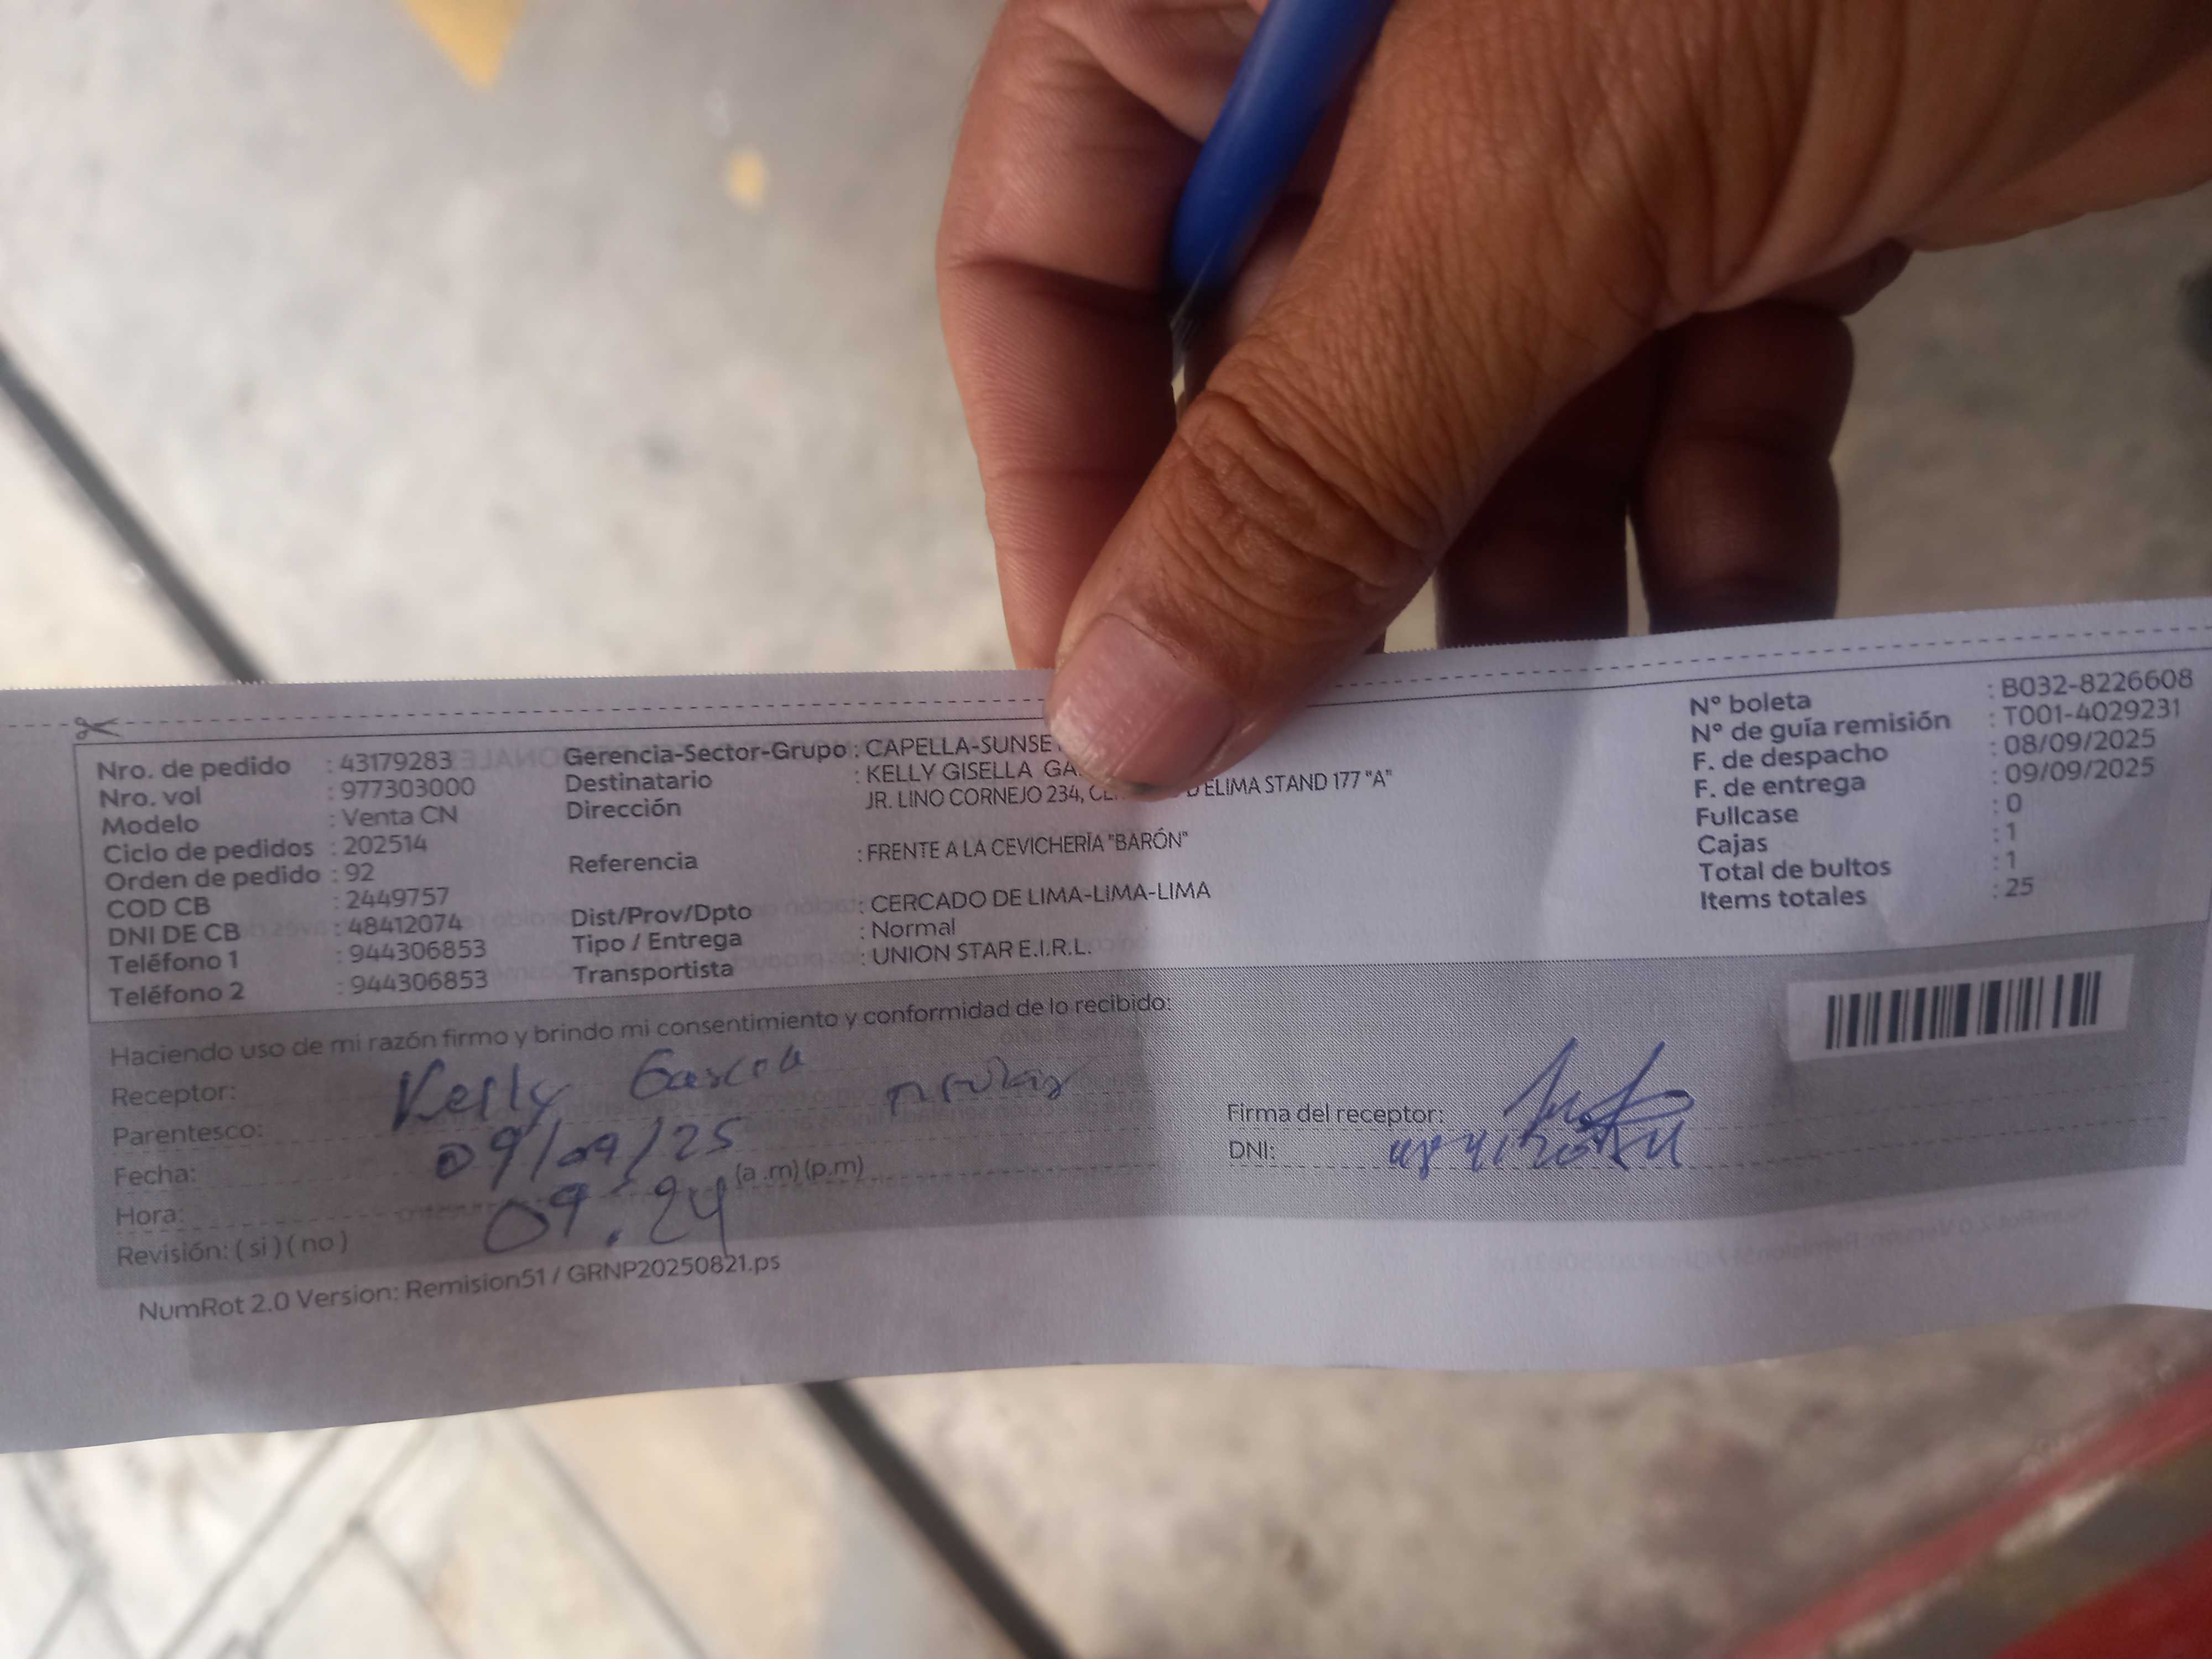 Nro. de pedido : 43179283
Nro. vol : 977303000
Modelo : Venta CN
Ciclo de pedidos : 202514
Orden de pedido : 92
COD CB : 2449757
DNI DE CB : 48412074
Teléfono 1 : 944306853
Teléfono 2 : 944306853
Gerencia-Sector-Grupo : CAPELLA-SUNSE
Destinatario : KELLY GISELLA GA
Dirección JR. LINO CORNEJO 234, CE D ELIMA STAND 177 "A"
Referencia : FRENTE A LA CEVICHERÍA "BARÓN"
Dist/Prov/Dpto : CERCADO DE LIMA-LIMA-LIMA
Tipo / Entrega : Normal
Transportista : UNION STAR E.I.R.L.
N° boleta : B032-8226608
N° de guía remisión : T001-4029231
F. de despacho : 08/09/2025
F. de entrega : 09/09/2025
Fullcase : 0
Cajas : 1
Total de bultos : 1
Items totales : 25
Haciendo uso de mi razón firmo y brindo mi consentimiento y conformidad de lo recibido:
Receptor: Kelly
Parentesco:
Fecha: 09/09/25
Hora: 09:24 (a .m) (p.m)
Revisión: ( si ) ( no )
Firma del receptor:
DNI:
NumRot 2.0 Version: Remision51 / GRNP20250821.ps